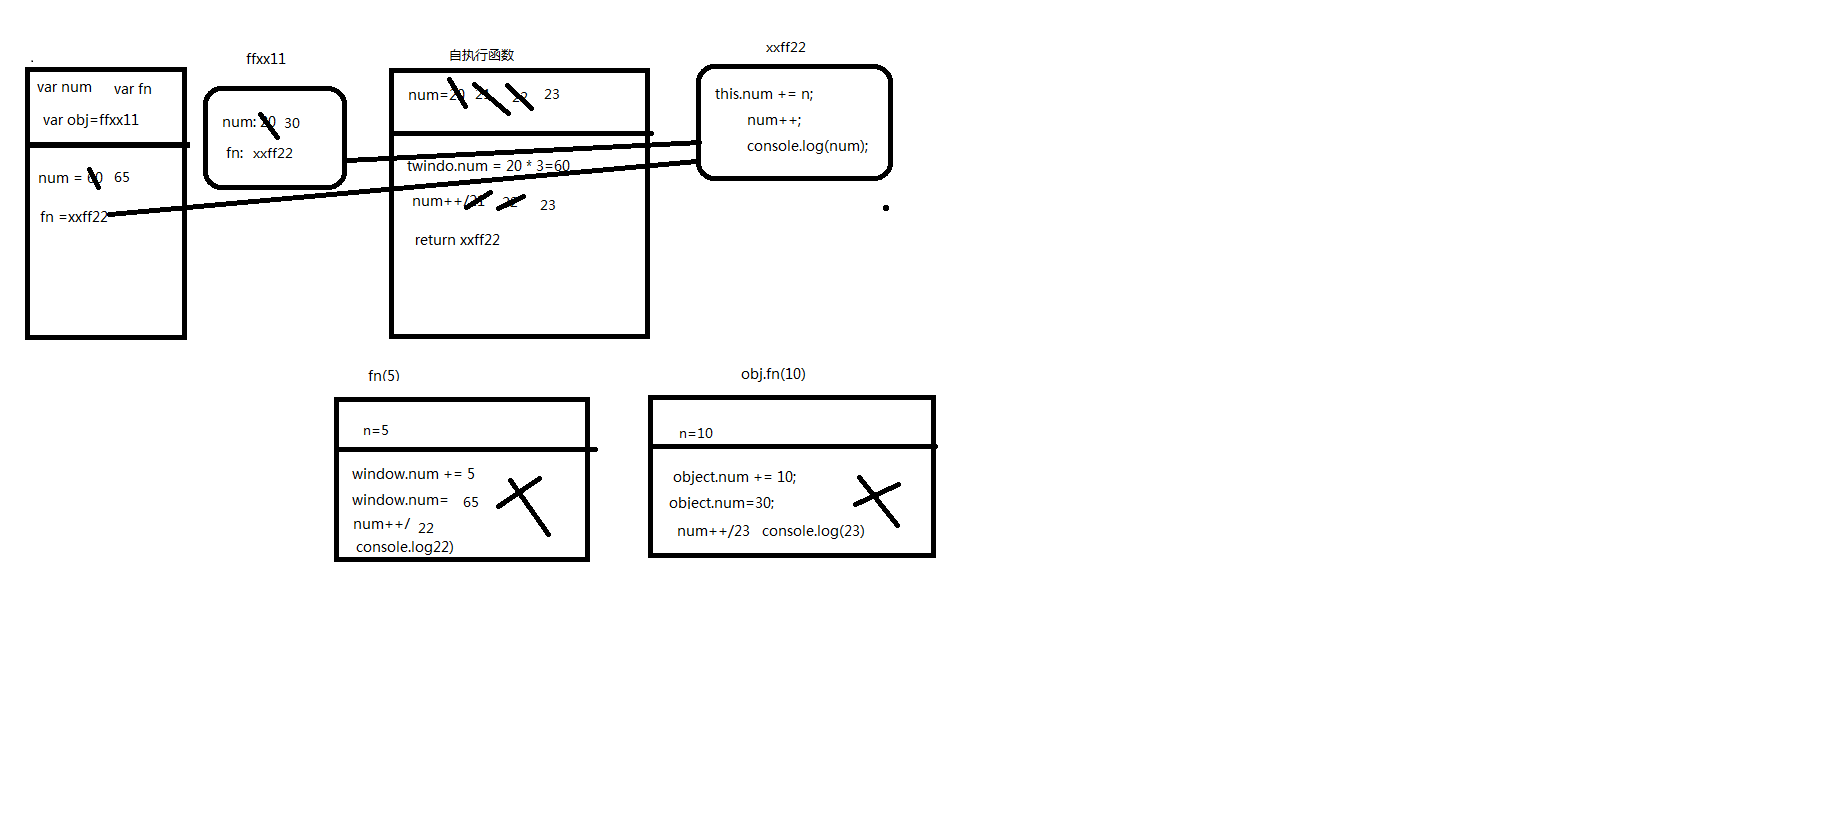 ffxx11
自执行函数
xxff22
var num var fn
var obj=ffxx11
num = 60 65
fn =xxff22
num: 20 30
fn: xxff22
num=20 21 22 23
twindo.num = 20 * 3=60
num++/21 22 23
return xxff22
this.num += n;
num++;
console.log(num);
fn(5)
n=5
window.num += 5
window.num= 65
num++/ 22
console.log22)
obj.fn(10)
n=10
object.num += 10;
object.num=30;
num++/23 console.log(23)